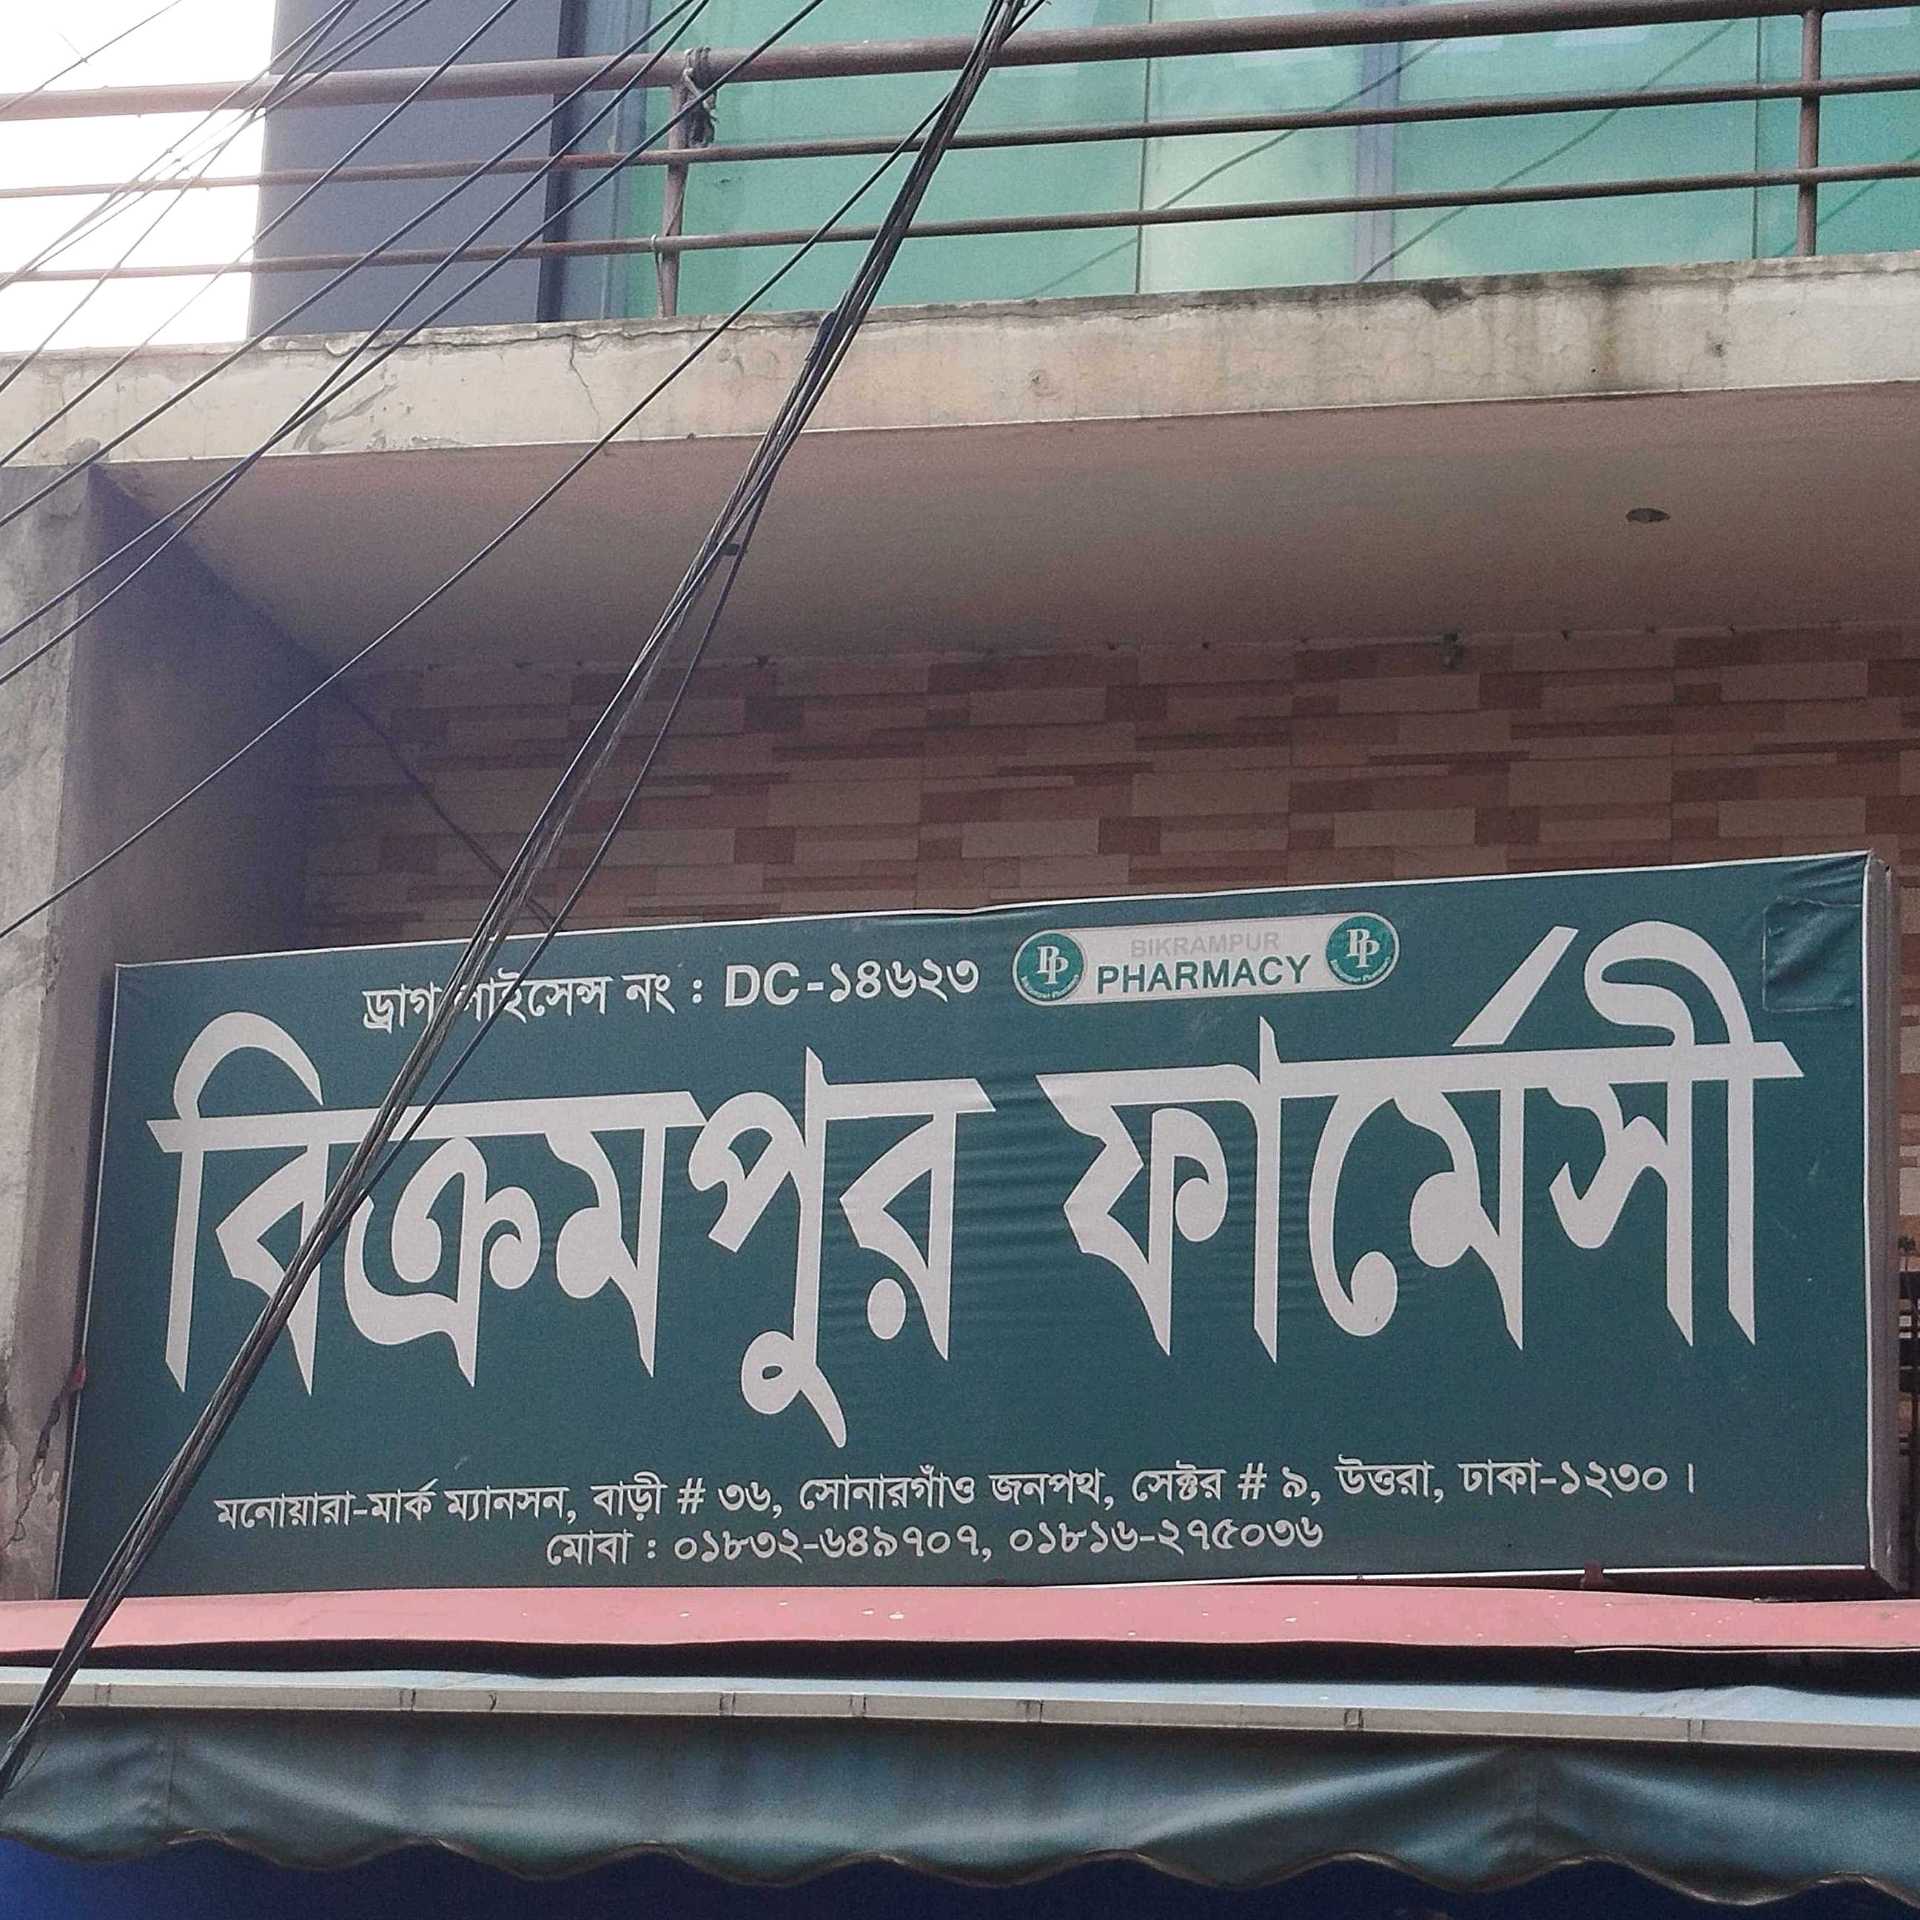 ড্রাগ লাইসেন্স নং : DC-১৪৬২৩
BIKRAMPUR
PHARMACY
বিক্রমপুর ফার্মেসী
মনোয়ারা-মার্ক ম্যানসন, বাড়ী # ৩৬, সোনারগাঁও জনপথ, সেক্টর # ৯, উত্তরা, ঢাকা-১২৩০ ।
মোবা : ০১৮৩২-৬৪৯৭০৭, ০১৮১৬-২৭৫০৩৬